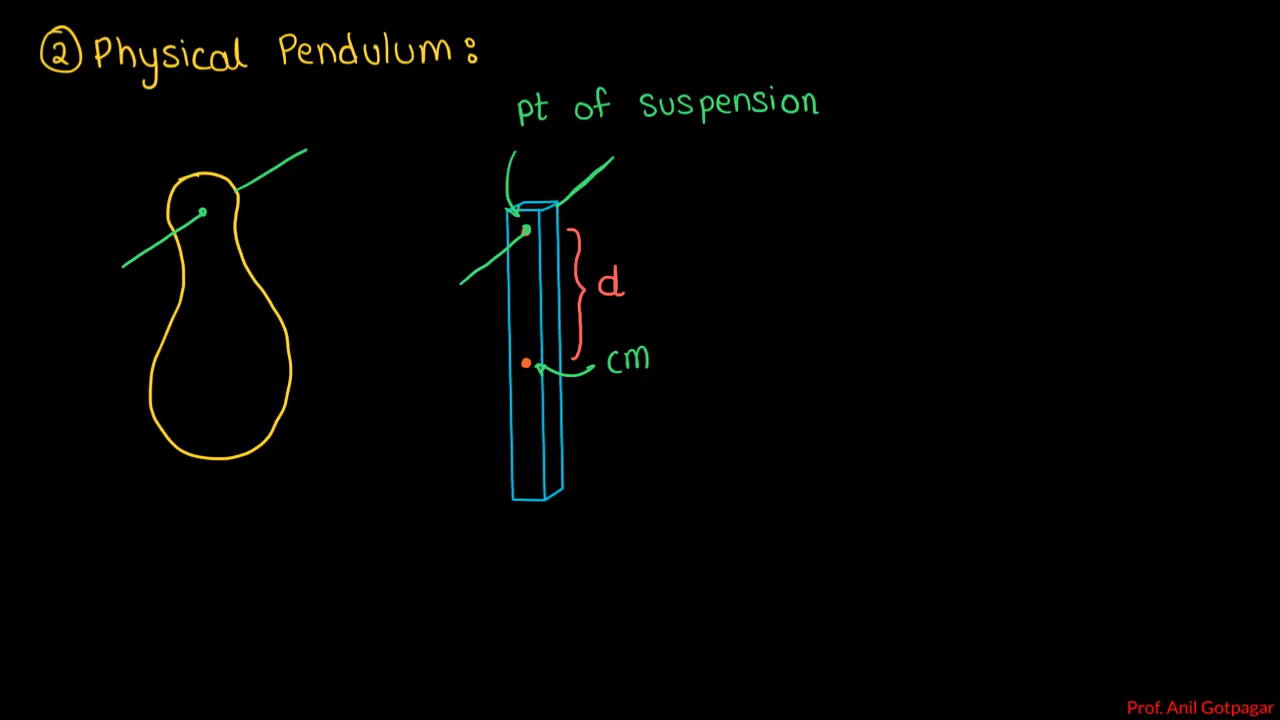 ② Physical Pendulum:
pt of suspension
d
cm
Prof. Anil Gotpagar